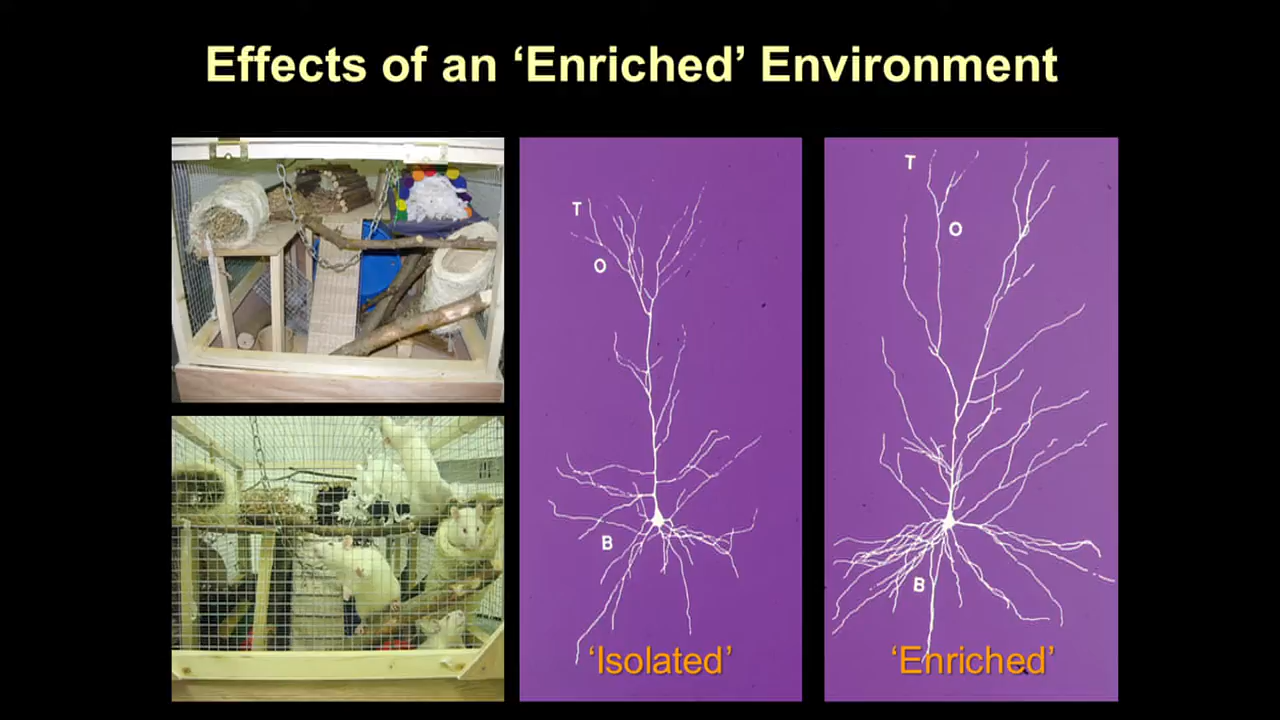 Effects of an ‘Enriched’ Environment
T
O
B
‘Isolated’
T
O
B
‘Enriched’